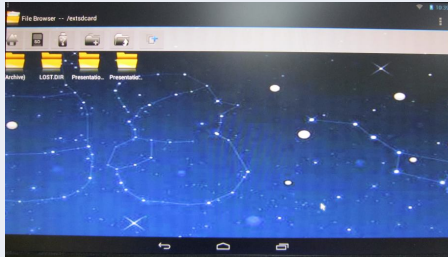 File Browser -- /extsdcard
Archive) LOST.DIR Presentatio.. Presentatio..